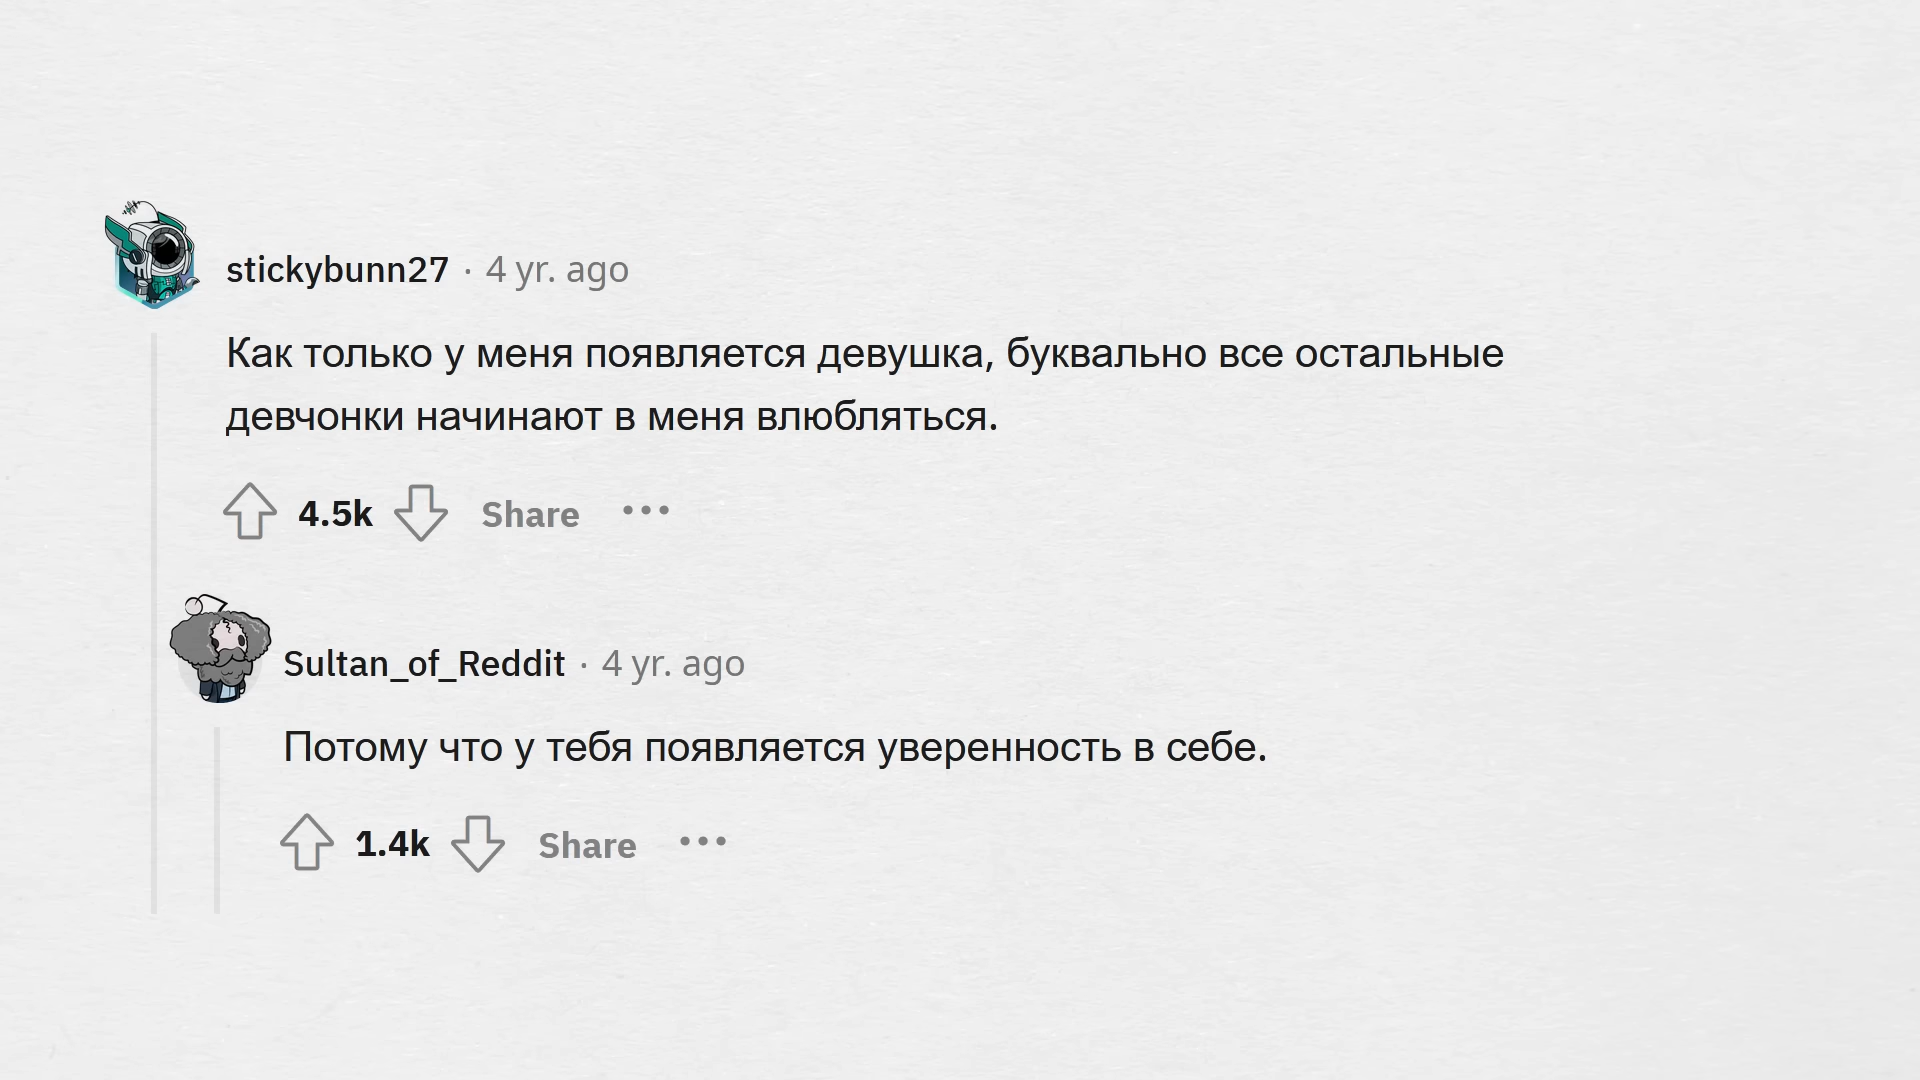 stickybunn27 · 4 yr. ago
Как только у меня появляется девушка, буквально все остальные
девчонки начинают в меня влюбляться.
4.5k Share ...
Sultan_of_Reddit · 4 yr. ago
Потому что у тебя появляется уверенность в себе.
1.4k Share ...